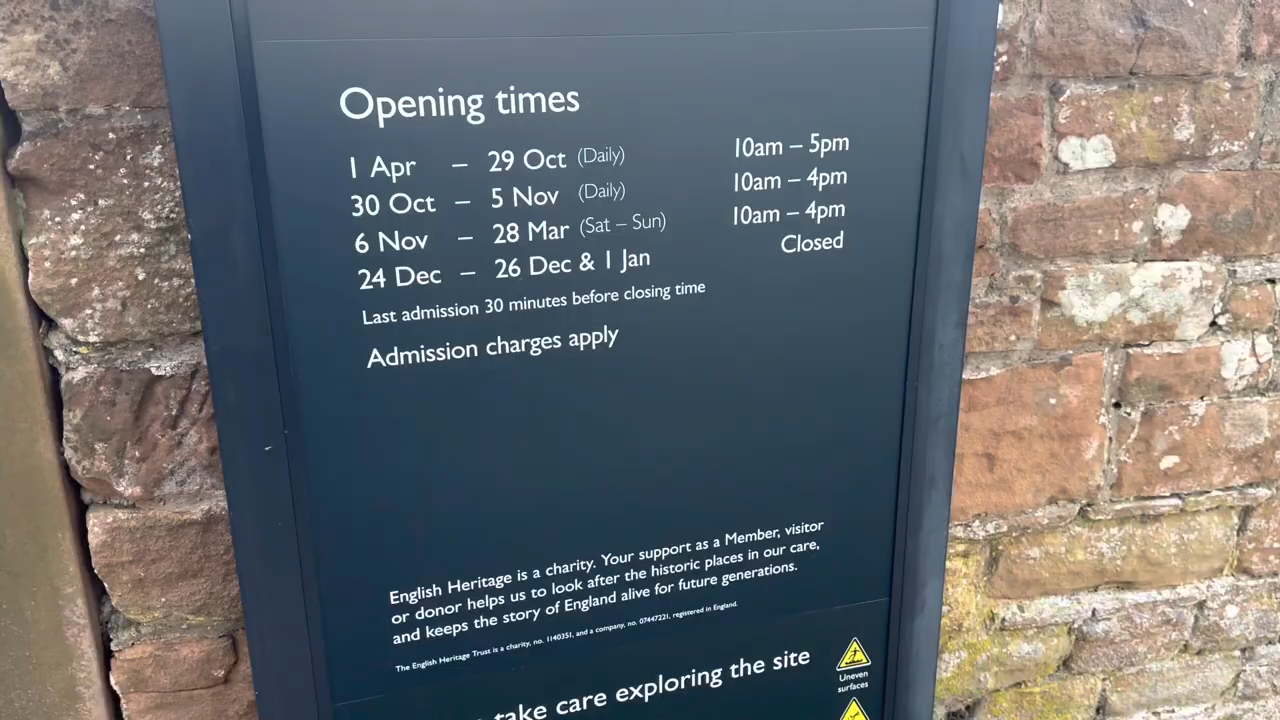 Opening times
1 Apr – 29 Oct (Daily) 10am – 5pm
30 Oct – 5 Nov (Daily) 10am – 4pm
6 Nov – 28 Mar (Sat – Sun) 10am – 4pm
24 Dec – 26 Dec & 1 Jan Closed
Last admission 30 minutes before closing time
Admission charges apply
English Heritage is a charity. Your support as a Member, visitor
or donor helps us to look after the historic places in our care,
and keeps the story of England alive for future generations.
The English Heritage Trust is a charity, no. 1140351, and a company, no. 07447221, registered in England.
take care exploring the site
Uneven
surfaces